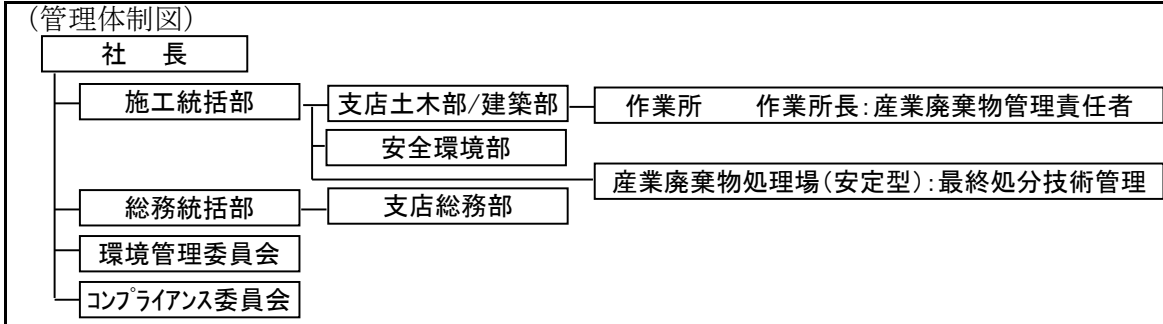 (管理体制図)
社　長
施工統括部　支店土木部/建築部　作業所　　作業所長:産業廃棄物管理責任者
安全環境部
産業廃棄物処理場(安定型):最終処分技術管理
総務統括部　支店総務部
環境管理委員会
コンプライアンス委員会